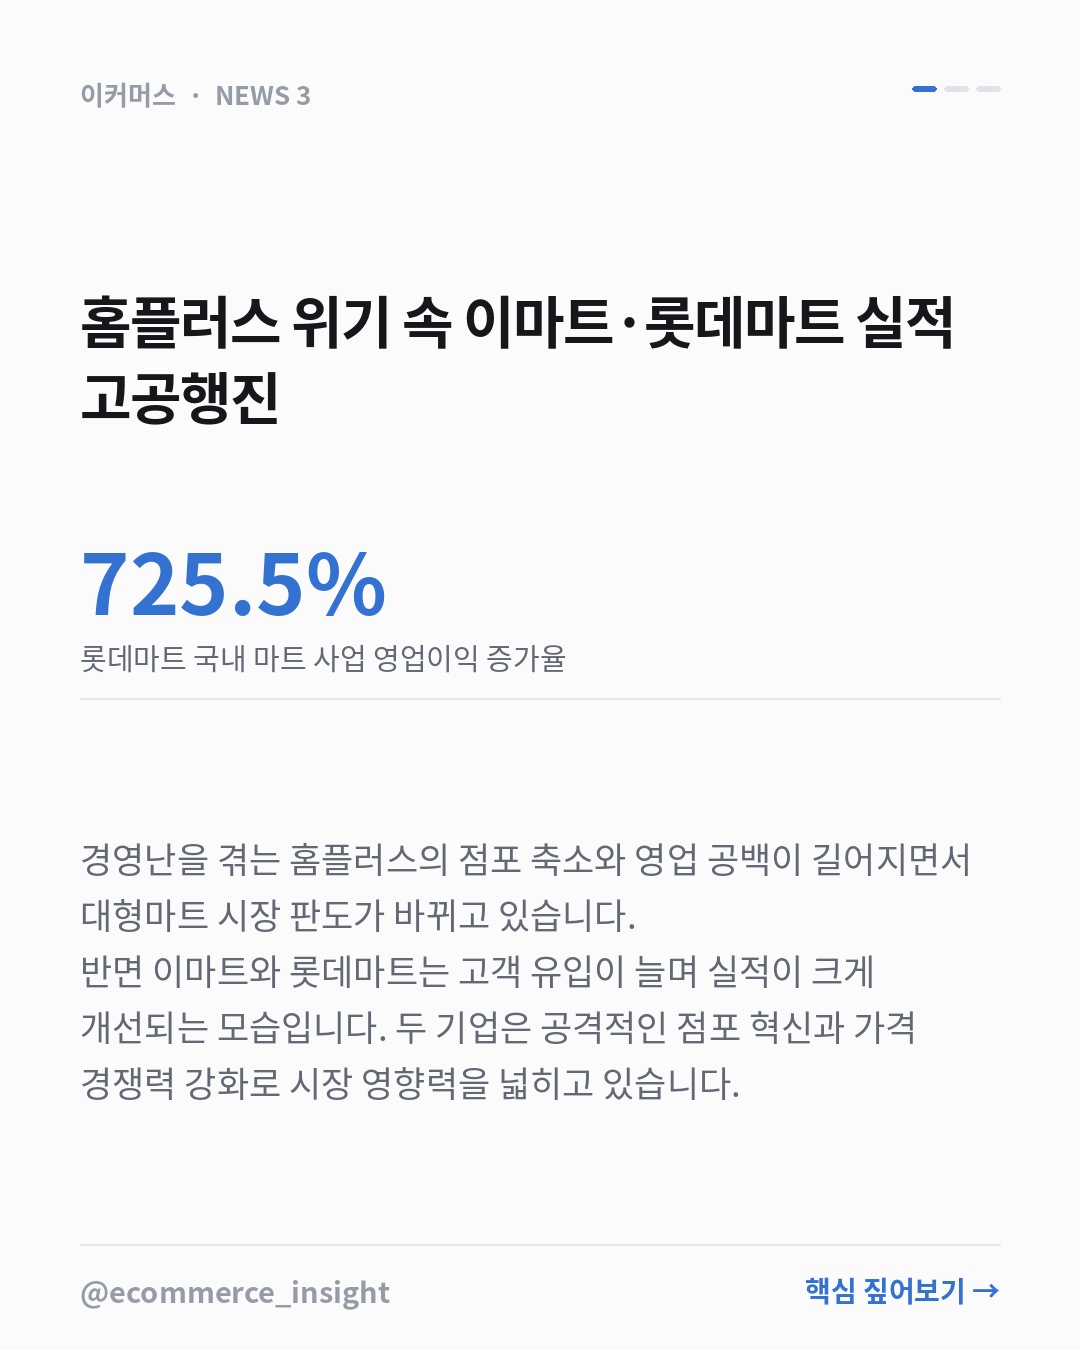 이커머스 · NEWS 3
홈플러스 위기 속 이마트·롯데마트 실적
고공행진
725.5%
롯데마트 국내 마트 사업 영업이익 증가율
경영난을 겪는 홈플러스의 점포 축소와 영업 공백이 길어지면서
대형마트 시장 판도가 바뀌고 있습니다.
반면 이마트와 롯데마트는 고객 유입이 늘며 실적이 크게
개선되는 모습입니다. 두 기업은 공격적인 점포 혁신과 가격
경쟁력 강화로 시장 영향력을 넓히고 있습니다.
@ecommerce_insight
핵심 짚어보기 →